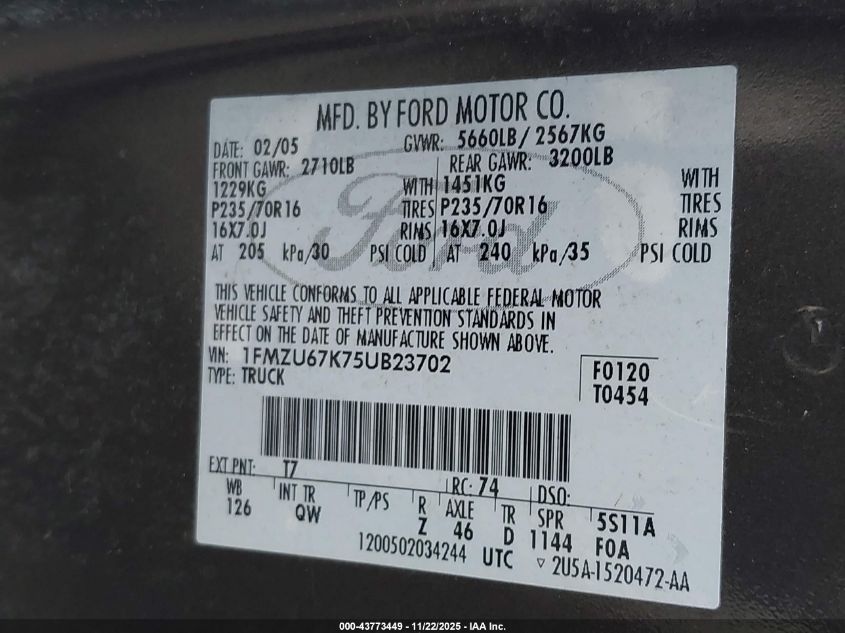 MFD. BY FORD MOTOR CO.
DATE: 02/05 GVWR: 5660LB/ 2567KG
FRONT GAWR: 2710LB REAR GAWR: 3200LB
1229KG WITH 1451KG WITH
P235/70R16 TIRES P235/70R16 TIRES
16X7.0J RIMS 16X7.0J RIMS
AT 205 kPa/30 PSI COLD AT 240 kPa/35 PSI COLD
Ford
THIS VEHICLE CONFORMS TO ALL APPLICABLE FEDERAL MOTOR
VEHICLE SAFETY AND THEFT PREVENTION STANDARDS IN
EFFECT ON THE DATE OF MANUFACTURE SHOWN ABOVE.
VIN: 1FMZU67K75UB23702
TYPE: TRUCK
F0120
T0454
EXT PNT: T7 RC: 74 DSO:
WB INT TR TP/PS R AXLE TR SPR 5S11A
126 QW Z 46 D 1144 F0A
1200502034244 UTC ▽ 2U5A-1520472-AA
000-43773449 - 11/22/2025 - IAA Inc.